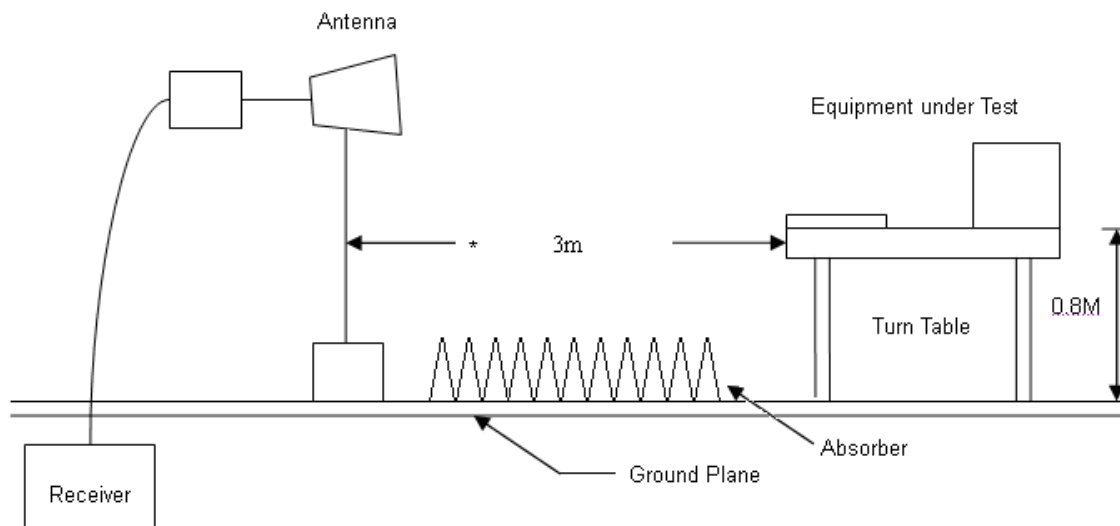 Antenna
Equipment under Test
* 3m
0.8M
Turn Table
Absorber
Ground Plane
Receiver